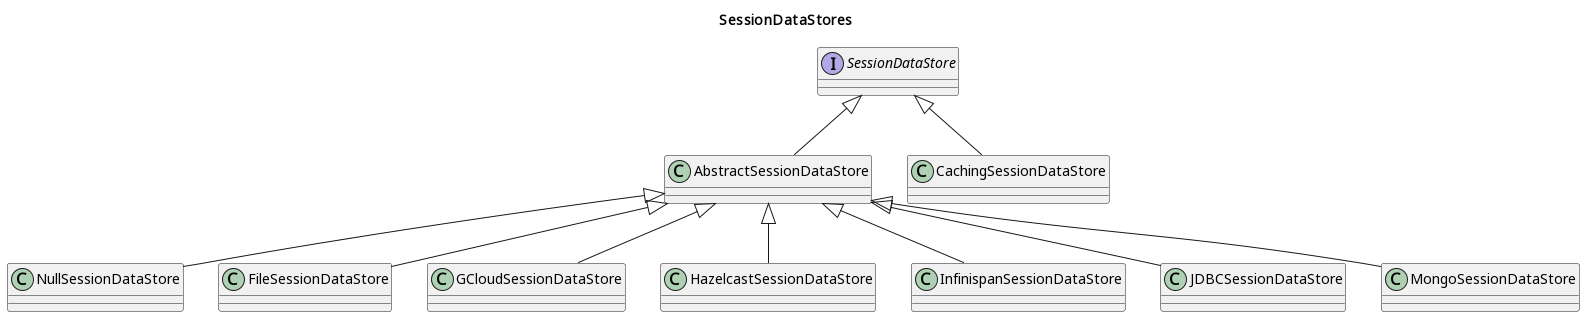 SessionDataStores
I SessionDataStore
C AbstractSessionDataStore
C CachingSessionDataStore
C NullSessionDataStore
C FileSessionDataStore
C GCloudSessionDataStore
C HazelcastSessionDataStore
C InfinispanSessionDataStore
C JDBCSessionDataStore
C MongoSessionDataStore